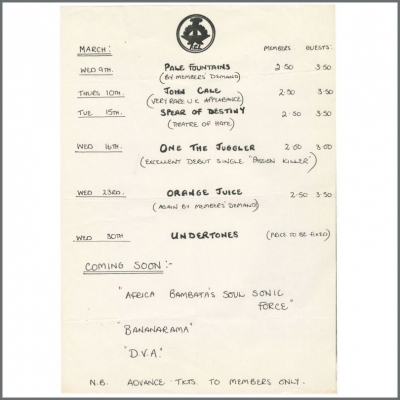 MARCH: MEMBERS: GUESTS:
WED 9TH. PALE FOUNTAINS 2.50 3.50
(BY MEMBERS' DEMAND)
THURS 10TH. JOHN CALE 2.50 3.50
(VERY RARE U.K. APPEARANCE)
TUE 15TH. SPEAR OF DESTINY 2.50 3.50
(THEATRE OF HATE)
WED 16TH. ONE THE JUGGLER 2.00 3.00
(EXCELLENT DEBUT SINGLE "PASSION KILLER")
WED 23RD. ORANGE JUICE 2.50 3.50
(AGAIN BY MEMBERS' DEMAND)
WED 30TH UNDERTONES (PRICE TO BE FIXED)
COMING SOON:-
"AFRICA BAMBATA'S SOUL SONIC
FORCE"
"BANANARAMA"
"D.V.A."
N.B. ADVANCE TKTS. TO MEMBERS ONLY.